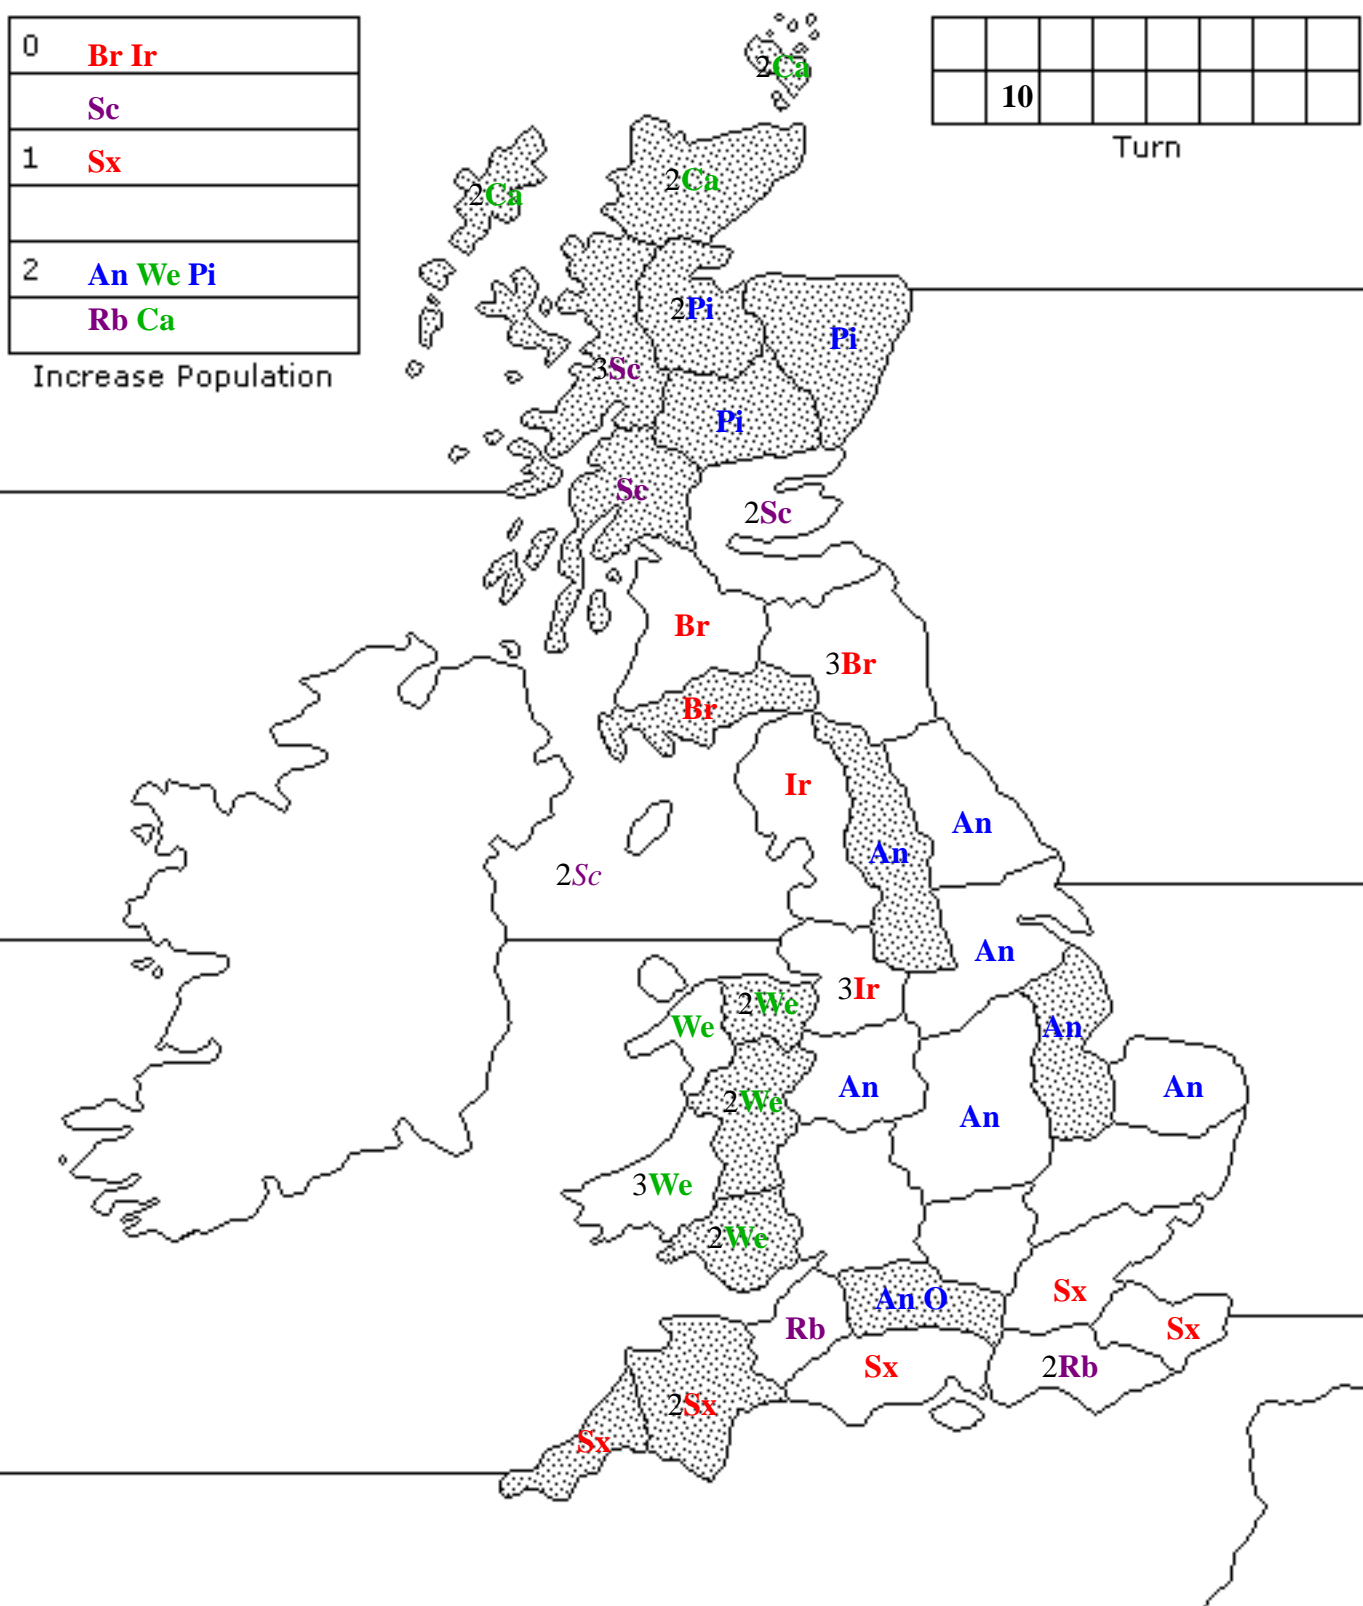 0 Br Ir
Sc
1 Sx
2 An We Pi
Rb Ca
Increase Population
10
Turn
2Ca
2Ca
2Ca
2Pi
Pi
3Sc
Pi
Sc
2Sc
Br
3Br
Br
Ir
An
An
2Sc
An
3Ir
2We
We
An
An
2We
An
An
3We
2We
Sx
An O
Rb
Sx
Sx
2Rb
2Sx
Sx